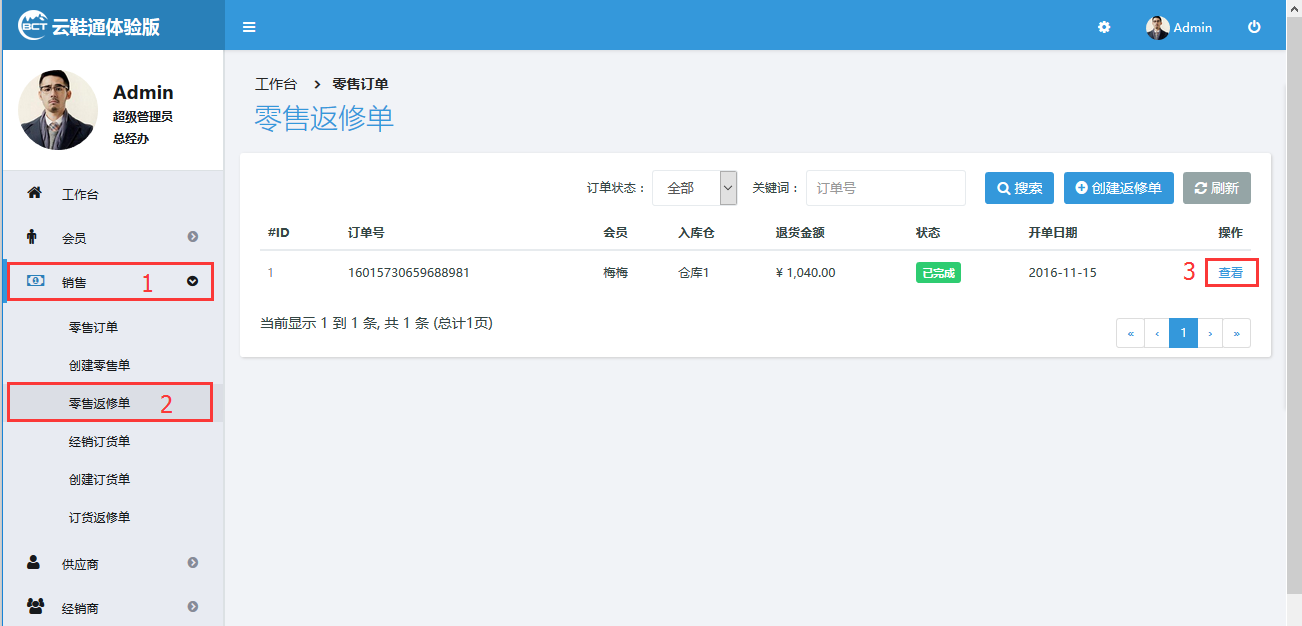 BCT 云鞋通体验版
Admin
Admin
超级管理员
总经办
工作台
会员
销售 1
零售订单
创建零售单
零售返修单 2
经销订货单
创建订货单
订货返修单
供应商
经销商
工作台 > 零售订单
零售返修单
订单状态： 全部 关键词： 订单号 搜索 创建返修单 刷新
#ID 订单号 会员 入库仓 退货金额 状态 开单日期 操作
1 16015730659688981 梅梅 仓库1 ¥ 1,040.00 已完成 2016-11-15 3 查看
当前显示 1 到 1 条, 共 1 条 (总计1页)
« ‹ 1 › »